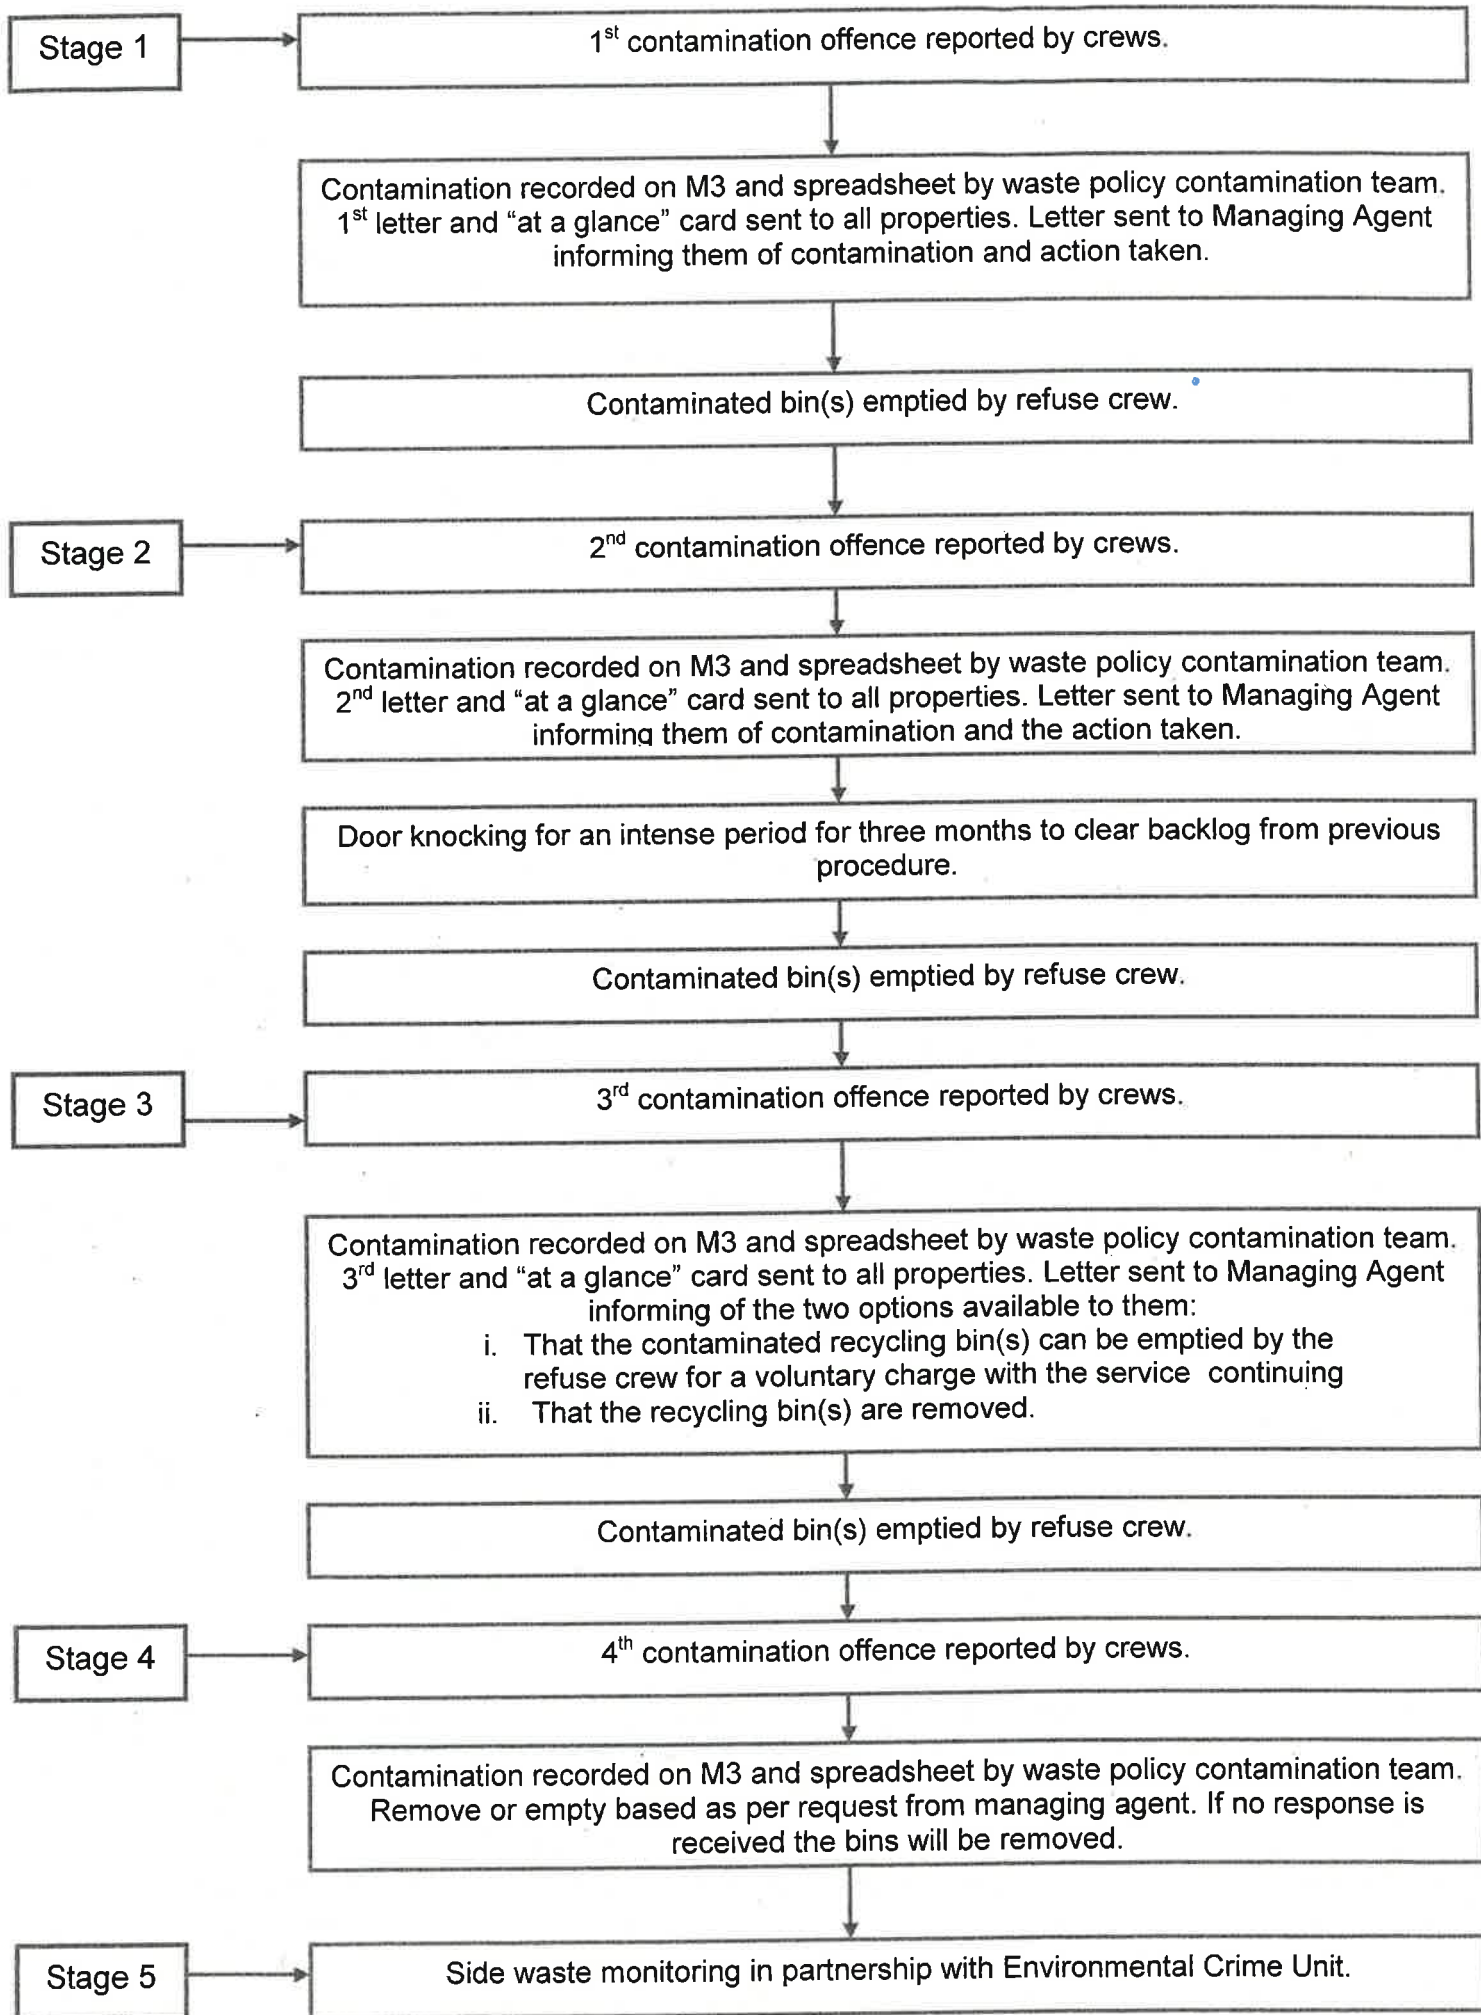 Stage 1
1st contamination offence reported by crews.
Contamination recorded on M3 and spreadsheet by waste policy contamination team.
1st letter and “at a glance” card sent to all properties. Letter sent to Managing Agent
informing them of contamination and action taken.
Contaminated bin(s) emptied by refuse crew.
Stage 2
2nd contamination offence reported by crews.
Contamination recorded on M3 and spreadsheet by waste policy contamination team.
2nd letter and “at a glance” card sent to all properties. Letter sent to Managing Agent
informing them of contamination and the action taken.
Door knocking for an intense period for three months to clear backlog from previous
procedure.
Contaminated bin(s) emptied by refuse crew.
Stage 3
3rd contamination offence reported by crews.
Contamination recorded on M3 and spreadsheet by waste policy contamination team.
3rd letter and “at a glance” card sent to all properties. Letter sent to Managing Agent
informing of the two options available to them:
i. That the contaminated recycling bin(s) can be emptied by the
refuse crew for a voluntary charge with the service continuing
ii. That the recycling bin(s) are removed.
Contaminated bin(s) emptied by refuse crew.
Stage 4
4th contamination offence reported by crews.
Contamination recorded on M3 and spreadsheet by waste policy contamination team.
Remove or empty based as per request from managing agent. If no response is
received the bins will be removed.
Stage 5
Side waste monitoring in partnership with Environmental Crime Unit.